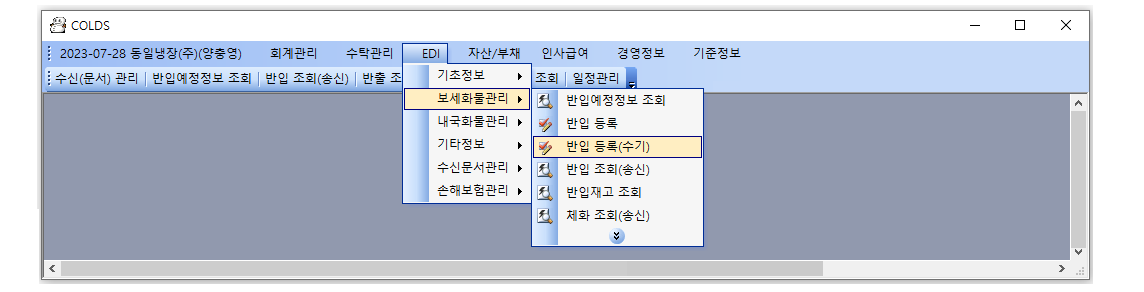 COLDS
2023-07-28 동일냉장(주)(양충영) 회계관리 수탁관리 EDI 자산/부채 인사급여 경영정보 기준정보
수신(문서) 관리 반입예정정보 조회 반입 조회(송신) 반출 조 조회 일정관리
기초정보
보세화물관리
내국화물관리
기타정보
수신문서관리
손해보험관리
반입예정정보 조회
반입 등록
반입 등록(수기)
반입 조회(송신)
반입재고 조회
체화 조회(송신)